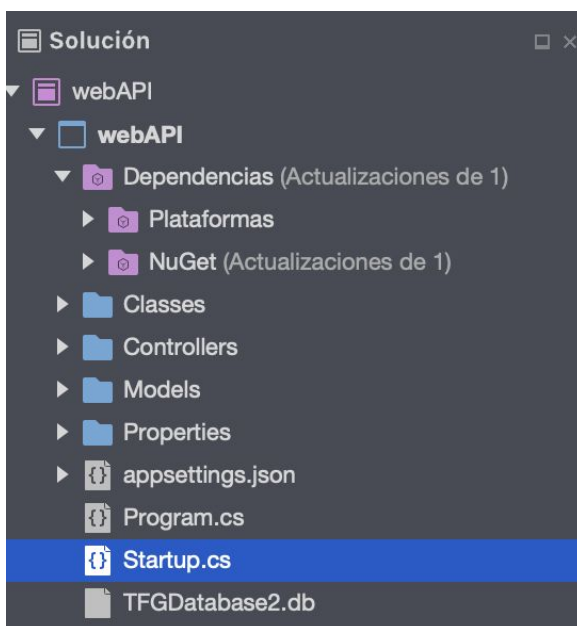 Solución
webAPI
webAPI
Dependencias (Actualizaciones de 1)
Plataformas
NuGet (Actualizaciones de 1)
Classes
Controllers
Models
Properties
appsettings.json
Program.cs
Startup.cs
TFGDatabase2.db